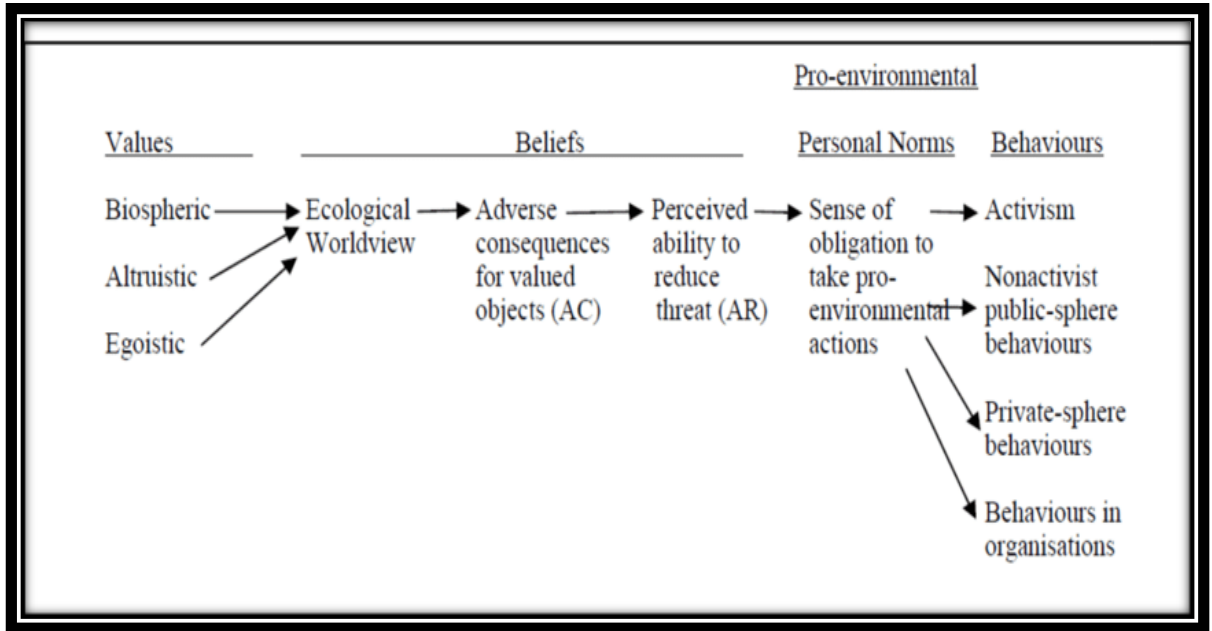 Pro-environmental
Values
Beliefs
Personal Norms
Behaviours
Biospheric
Altruistic
Egoistic
Ecological
Worldview
Adverse
consequences
for valued
objects (AC)
Perceived
ability to
reduce
threat (AR)
Sense of
obligation to
take pro-
environmental
actions
Activism
Nonactivist
public-sphere
behaviours
Private-sphere
behaviours
Behaviours in
organisations